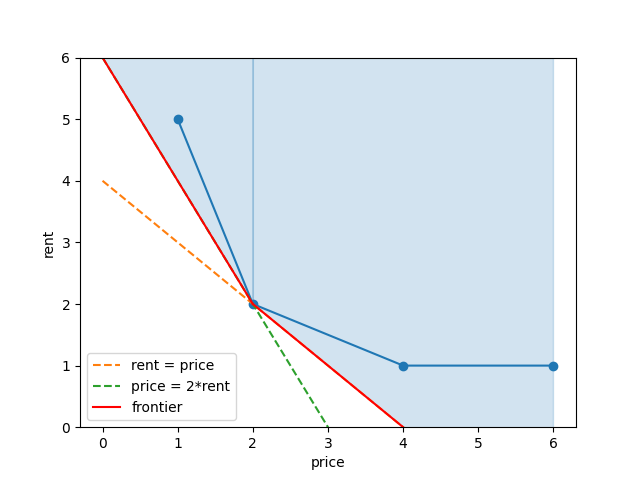 6
5
4
3
2
1
0
rent
rent = price
price = 2*rent
frontier
0 1 2 3 4 5 6
price